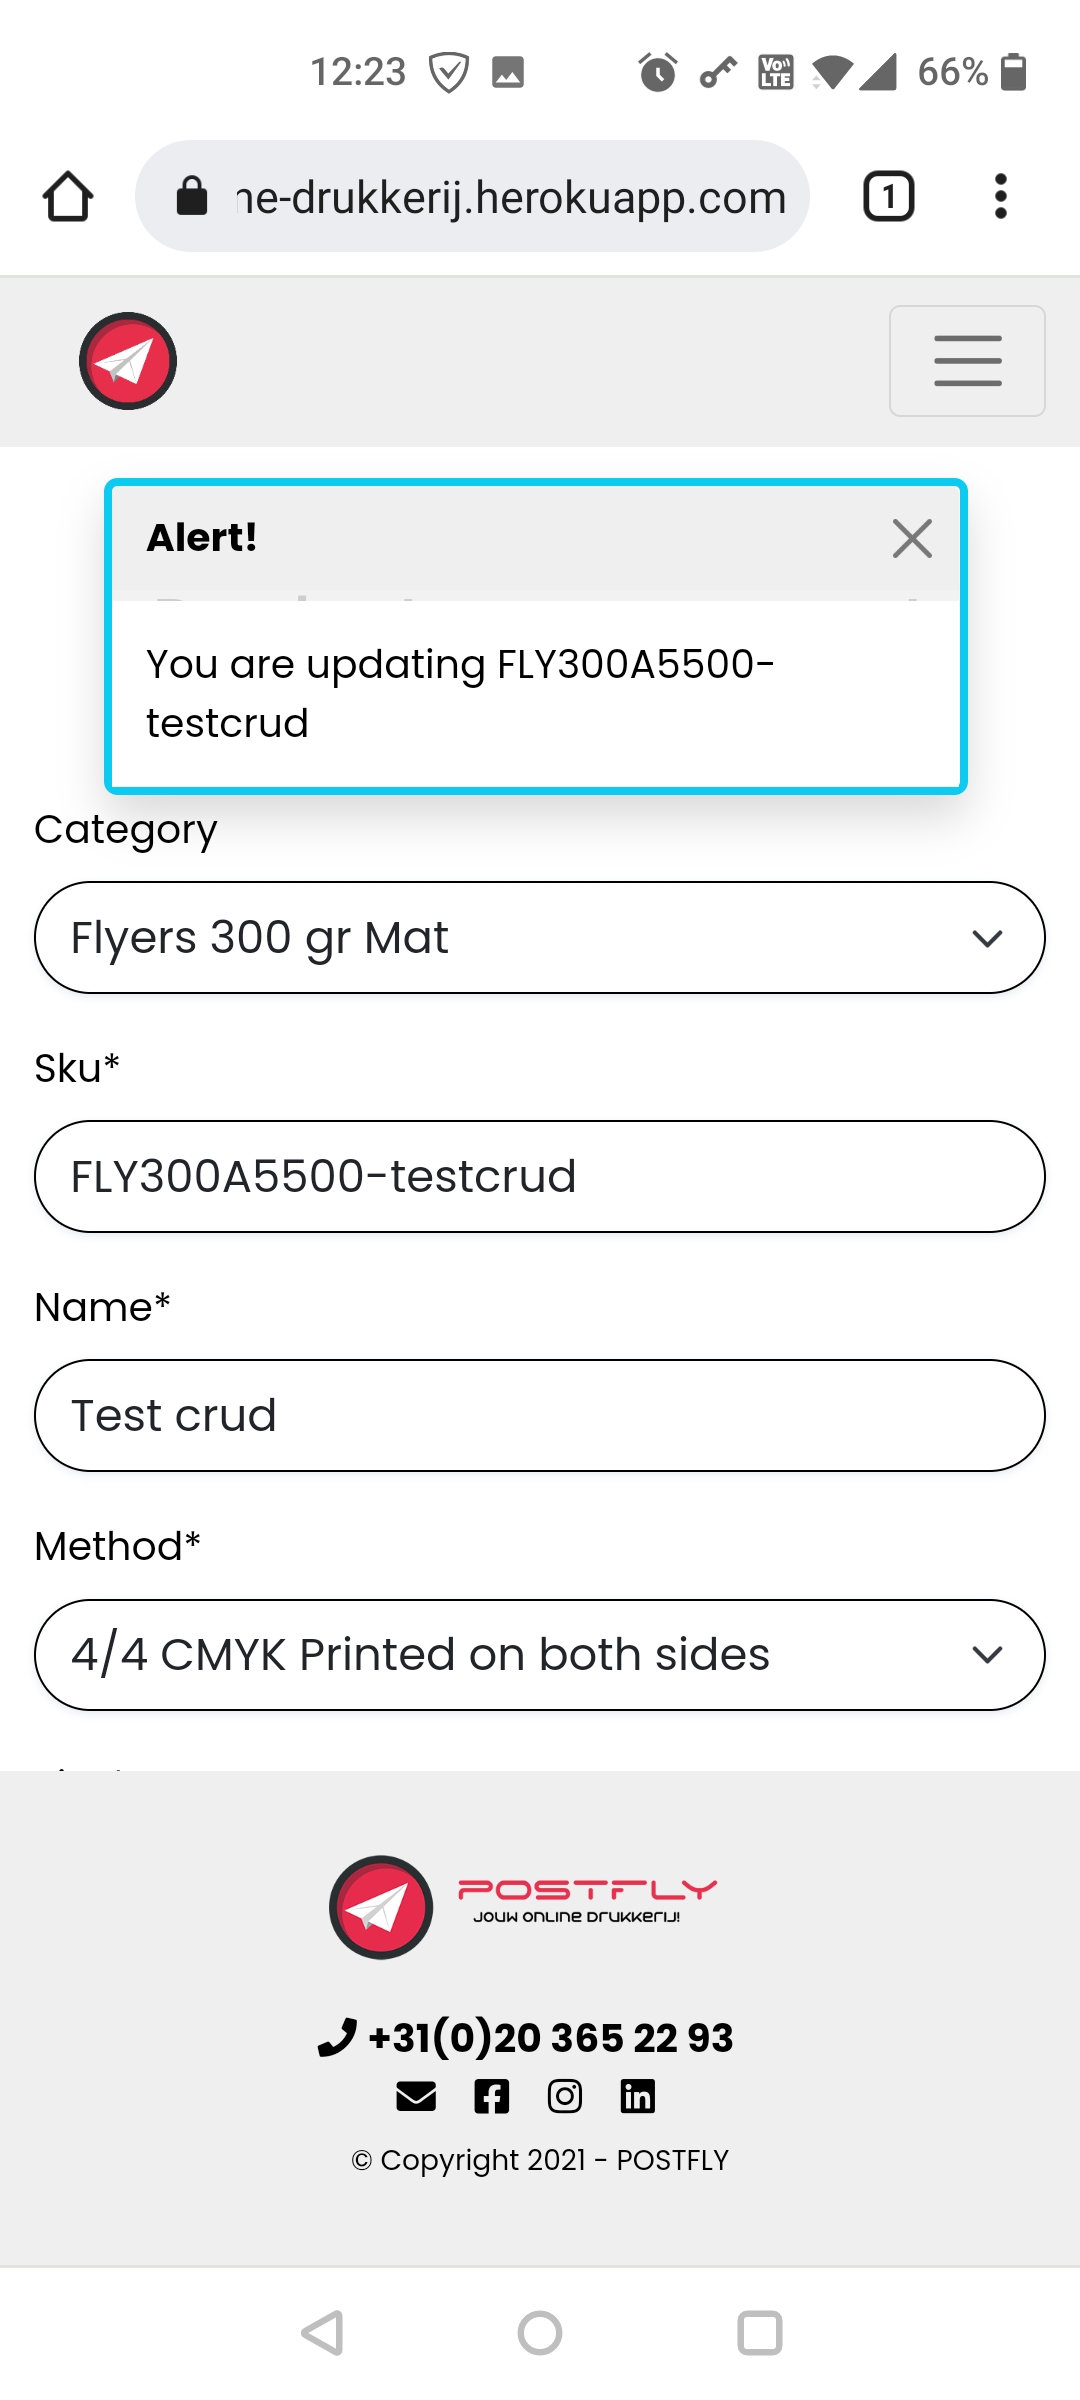 12:23
Vo LTE
66%
ne-drukkerij.herokuapp.com
1
Alert!
You are updating FLY300A5500-
testcrud
Category
Flyers 300 gr Mat
Sku*
FLY300A5500-testcrud
Name*
Test crud
Method*
4/4 CMYK Printed on both sides
POSTFLY
JOUW ONLINE DRUKKERIJ!
+31(0)20 365 22 93
© Copyright 2021 - POSTFLY